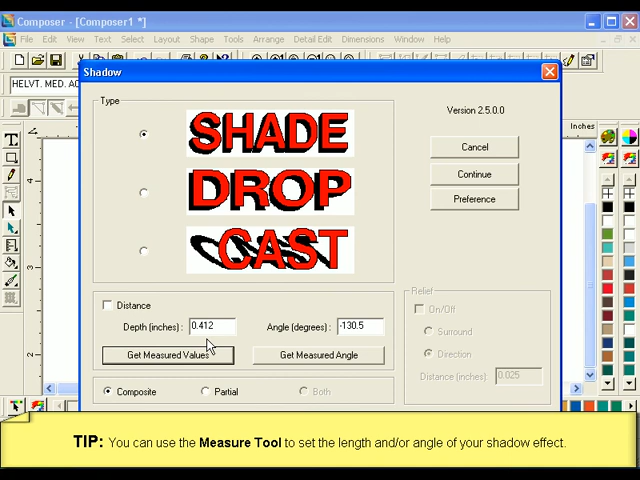 Composer - [Composer1 *]
File Edit View Text Select Layout Shape Tools Arrange Detail Edit Dimensions Window Help
HELVT. MED. AC
Shadow
Type
Version 2.5.0.0
Inches
SHADE
Cancel
Continue
DROP
Preference
CAST
4
3
2
Distance
Depth (inches) : 0.412
Angle (degrees) : -130.5
Get Measured Values
Get Measured Angle
Composite
Partial
Both
Relief
On/Off
Surround
Direction
Distance (inches): 0.025
TIP: You can use the Measure Tool to set the length and/or angle of your shadow effect.